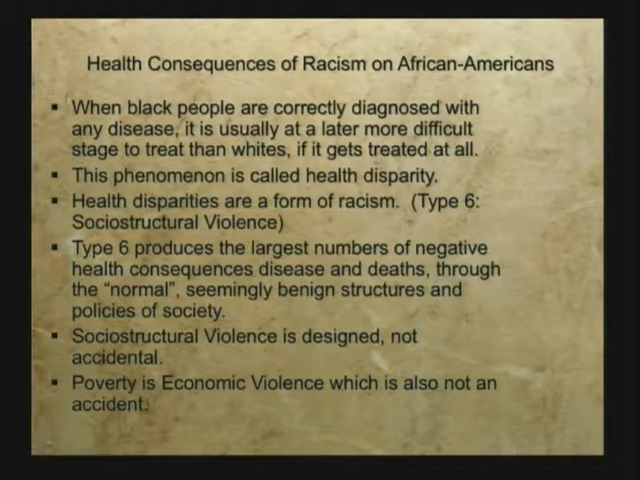 Health Consequences of Racism on African-Americans
▪ When black people are correctly diagnosed with
any disease, it is usually at a later more difficult
stage to treat than whites, if it gets treated at all.
▪ This phenomenon is called health disparity.
▪ Health disparities are a form of racism. (Type 6:
Sociostructural Violence)
▪ Type 6 produces the largest numbers of negative
health consequences disease and deaths, through
the “normal”, seemingly benign structures and
policies of society.
▪ Sociostructural Violence is designed, not
accidental.
▪ Poverty is Economic Violence which is also not an
accident.